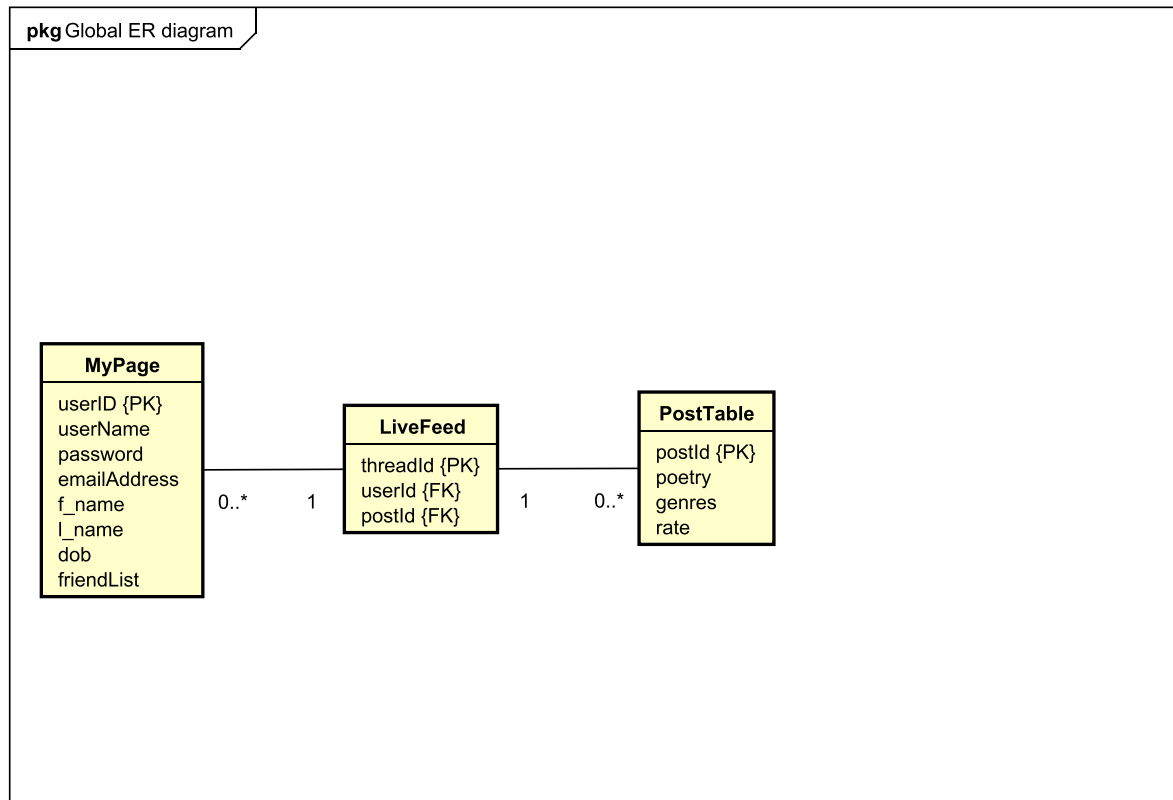 pkg Global ER diagram
MyPage
userID {PK}
userName
password
emailAddress
f_name
l_name
dob
friendList
0..*
1
LiveFeed
threadId {PK}
userId {FK}
postId {FK}
1
0..*
PostTable
postId {PK}
poetry
genres
rate